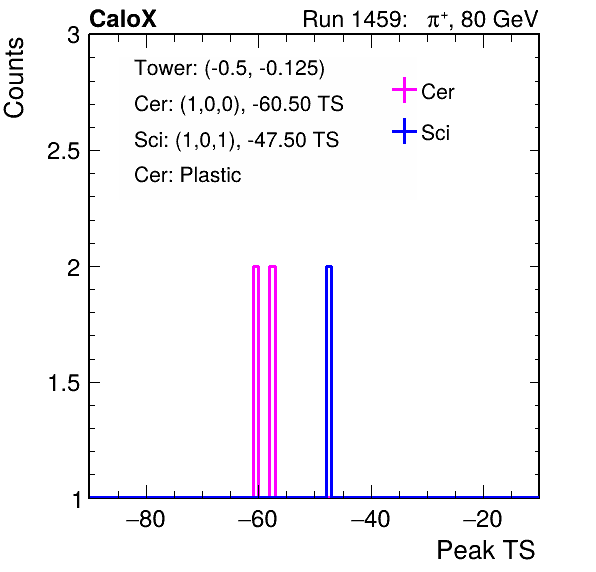 CaloX Run 1459: π⁺, 80 GeV
Counts
Tower: (-0.5, -0.125)
Cer: (1,0,0), -60.50 TS
Sci: (1,0,1), -47.50 TS
Cer: Plastic
Cer
Sci
3
2.5
2
1.5
1
−80 −60 −40 −20
Peak TS